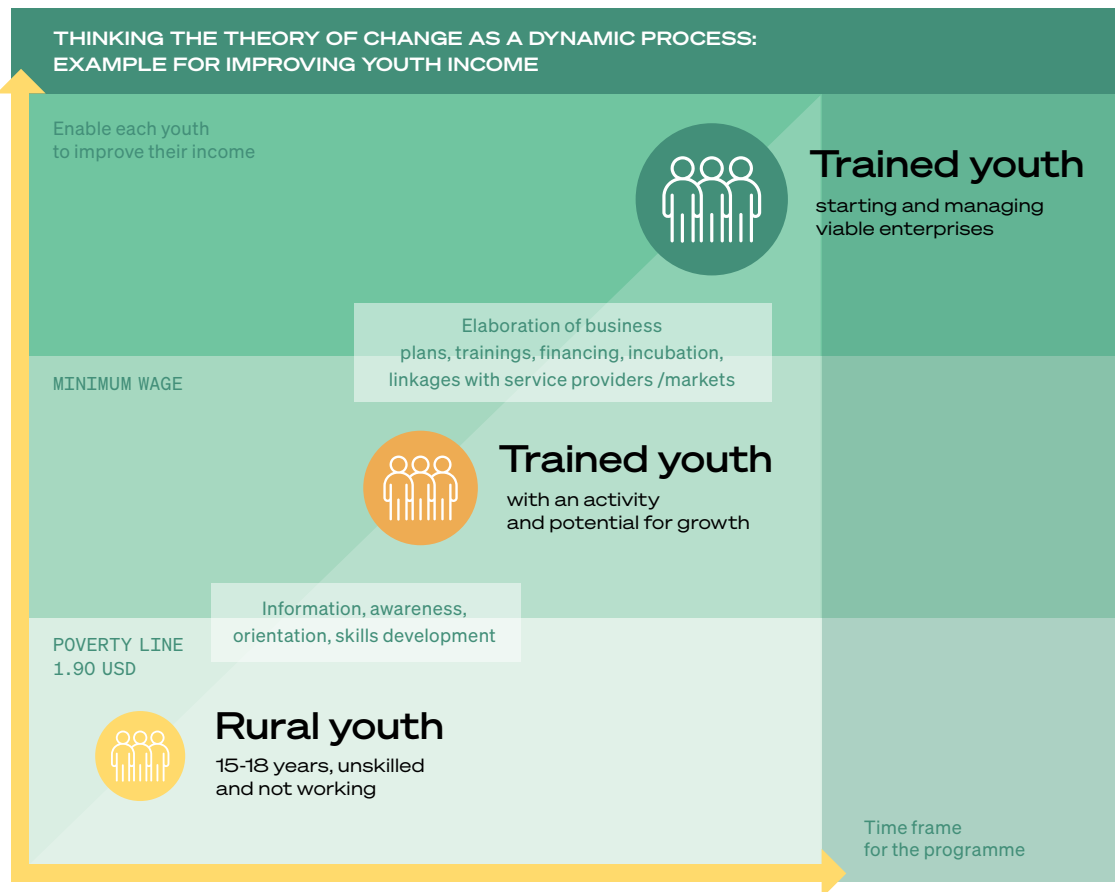 THINKING THE THEORY OF CHANGE AS A DYNAMIC PROCESS:
EXAMPLE FOR IMPROVING YOUTH INCOME
Enable each youth
to improve their income
Trained youth
starting and managing
viable enterprises
Elaboration of business
plans, trainings, financing, incubation,
linkages with service providers /markets
MINIMUM WAGE
Trained youth
with an activity
and potential for growth
Information, awareness,
orientation, skills development
POVERTY LINE
1.90 USD
Rural youth
15-18 years, unskilled
and not working
Time frame
for the programme